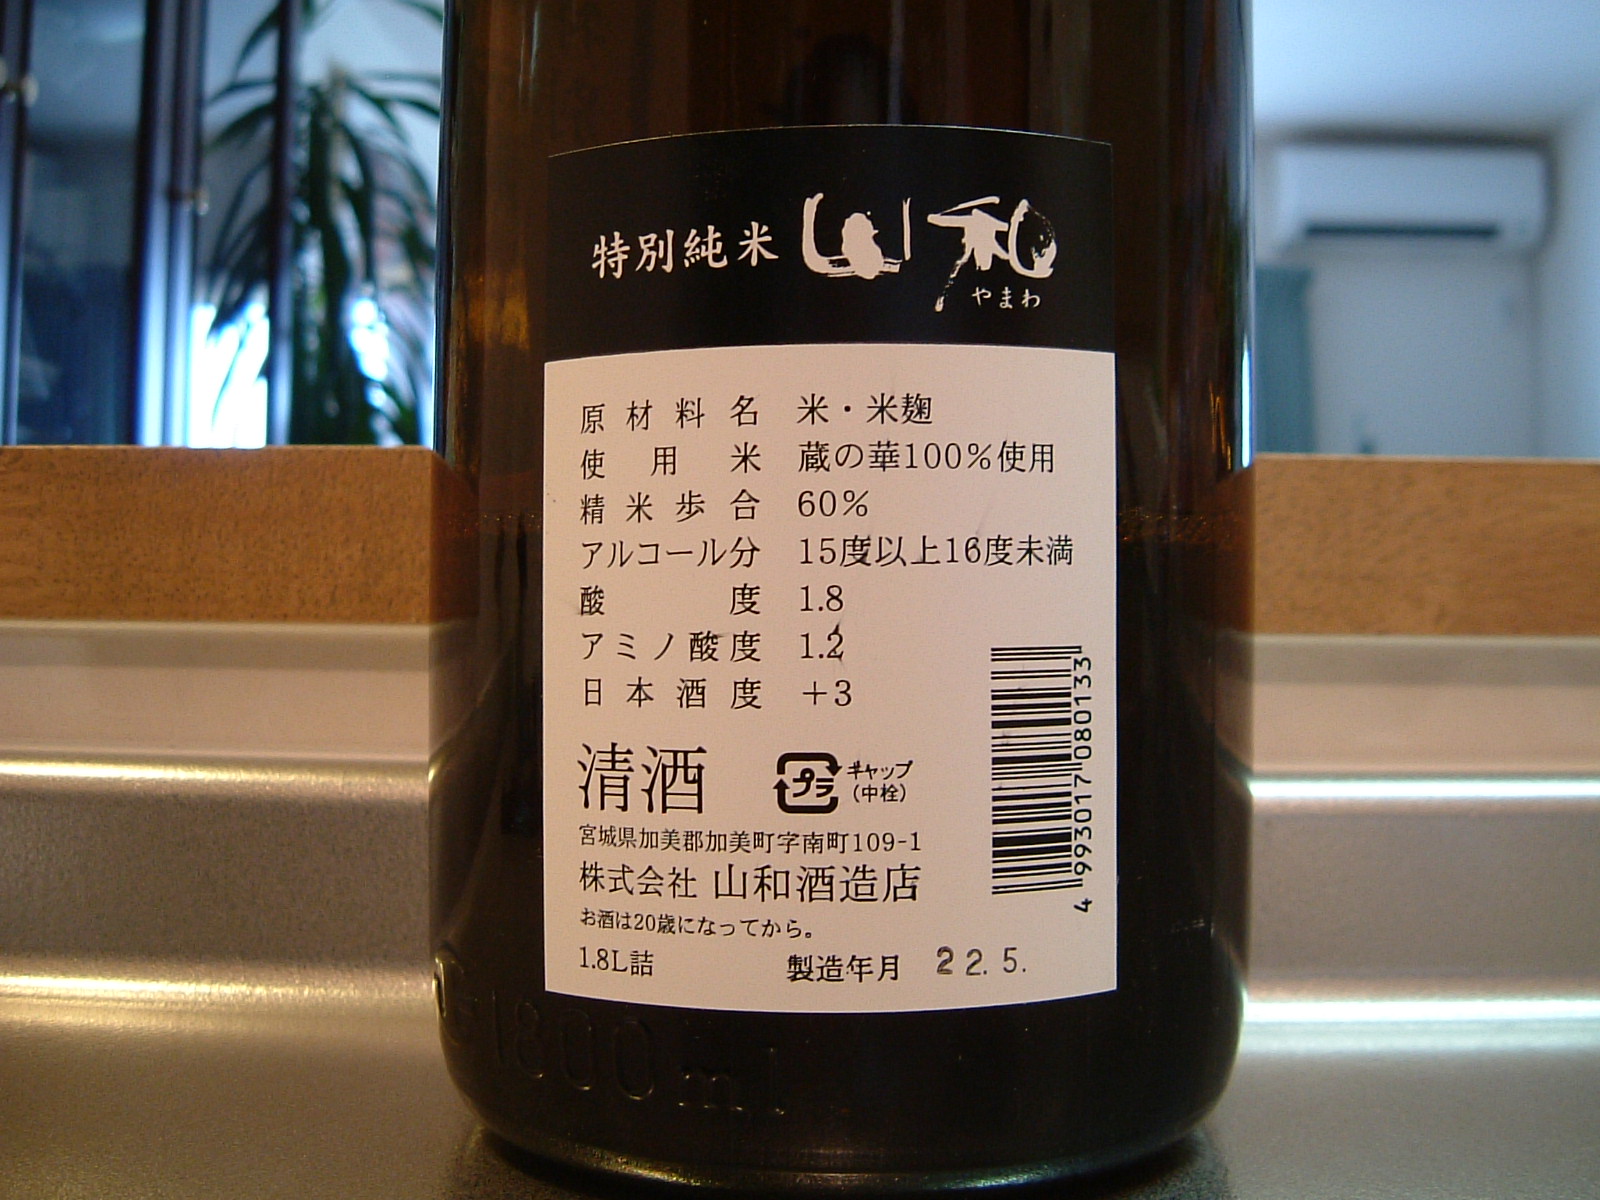 特別純米 山和
やまわ
原材料名 米・米麹
使用米 蔵の華100%使用
精米歩合 60%
アルコール分 15度以上16度未満
酸度 1.8
アミノ酸度 1.2
日本酒度 +3
清酒 プラ キャップ
(中栓)
宮城県加美郡加美町字南町109-1
株式会社 山和酒造店
お酒は20歳になってから。
1.8L詰 製造年月 22.5.
4 993017 080133
1800ml